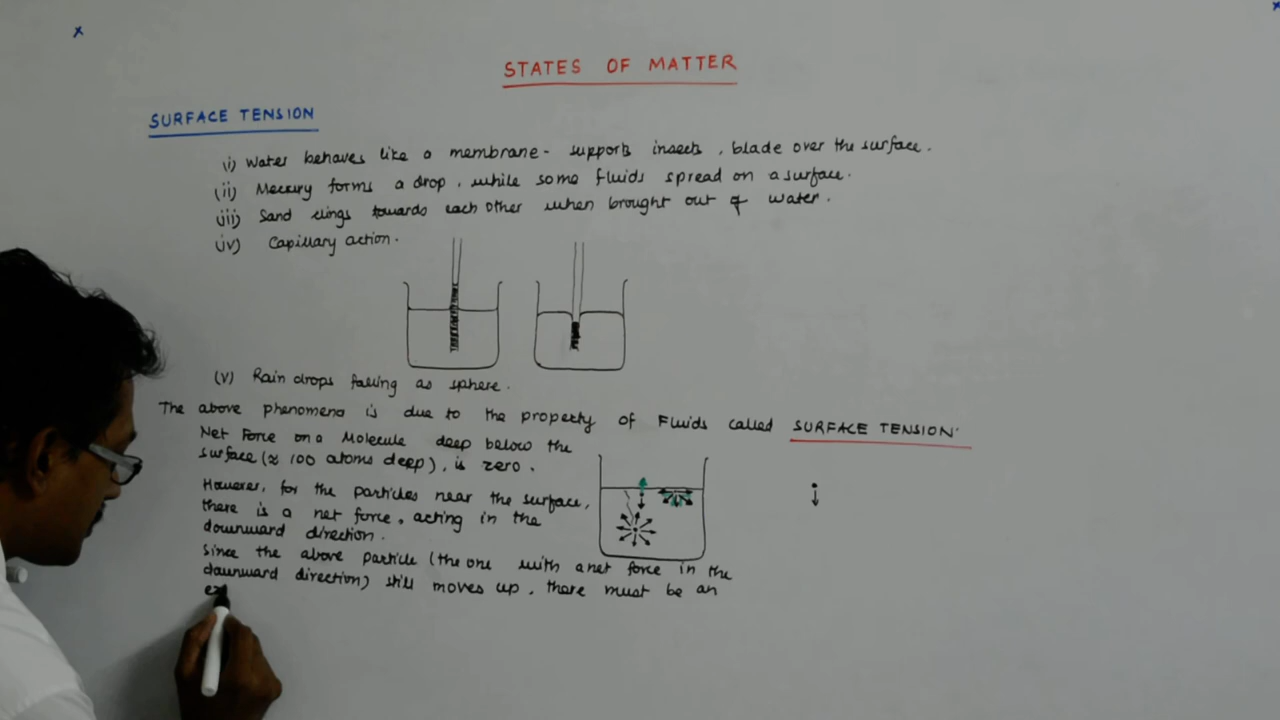 STATES OF MATTER
SURFACE TENSION
(i) Water behaves like a membrane - supports insects, blade over the surface.
(ii) Mercury forms a drop, while some fluids spread on a surface.
(iii) Sand clings towards each other when brought out of water.
(iv) Capillary action.
(v) Rain drops falling as sphere.
The above phenomena is due to the property of Fluids called SURFACE TENSION.
Net Force on a Molecule deep below the
surface (≈ 100 atoms deep), is zero.
However, for the particles near the surface,
there is a net force, acting in the
downward direction.
Since the above particle (the one with a net force in the
downward direction) still moves up, there must be an